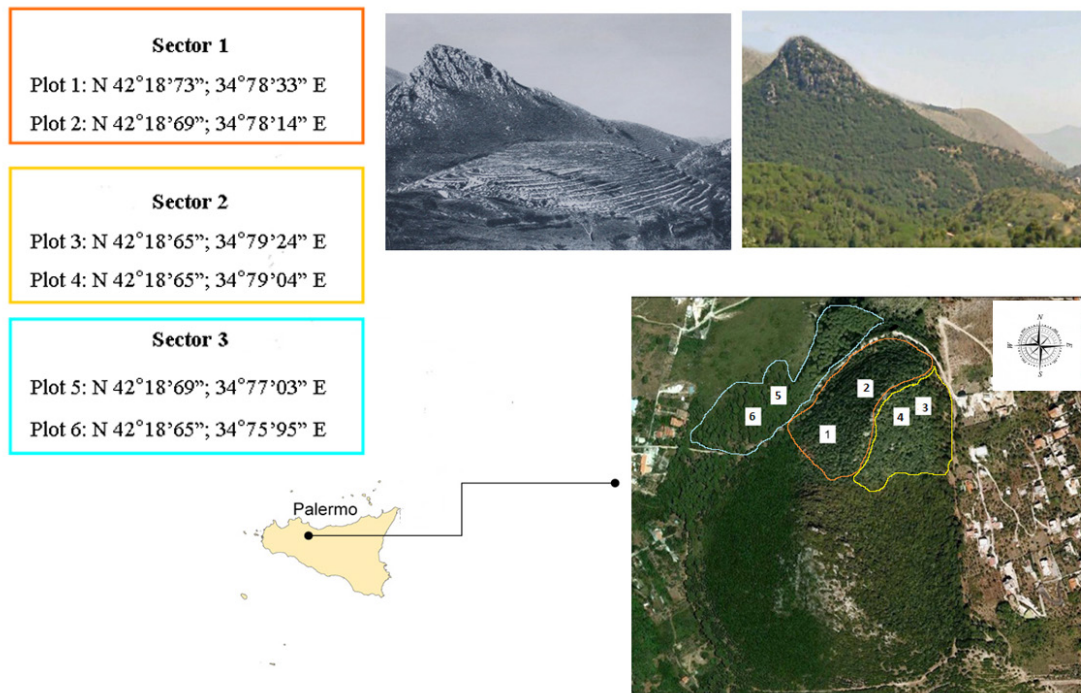 Sector 1
Plot 1: N 42°18’73”; 34°78’33” E
Plot 2: N 42°18’69”; 34°78’14” E
Sector 2
Plot 3: N 42°18’65”; 34°79’24” E
Plot 4: N 42°18’65”; 34°79’04” E
Sector 3
Plot 5: N 42°18’69”; 34°77’03” E
Plot 6: N 42°18’65”; 34°75’95” E
Palermo
N
W
S
2
5
3
6
4
1